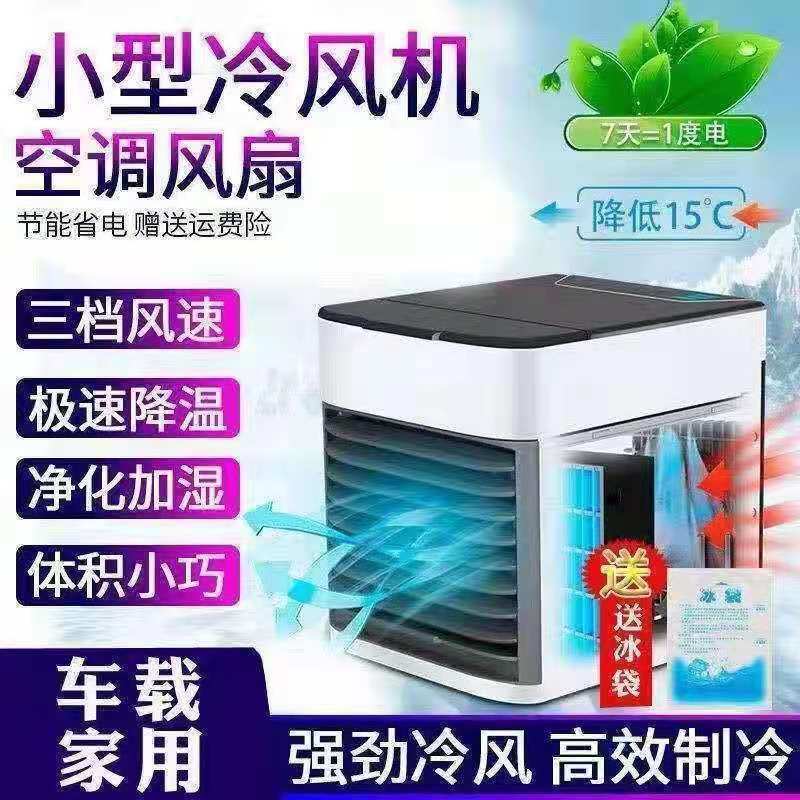 小型冷风机
空调风扇
节能省电 赠送运费险
7天=1度电
降低15℃
三档风速
极速降温
净化加湿
体积小巧
送
送冰袋
冰袋
车载
家用
强劲冷风 高效制冷